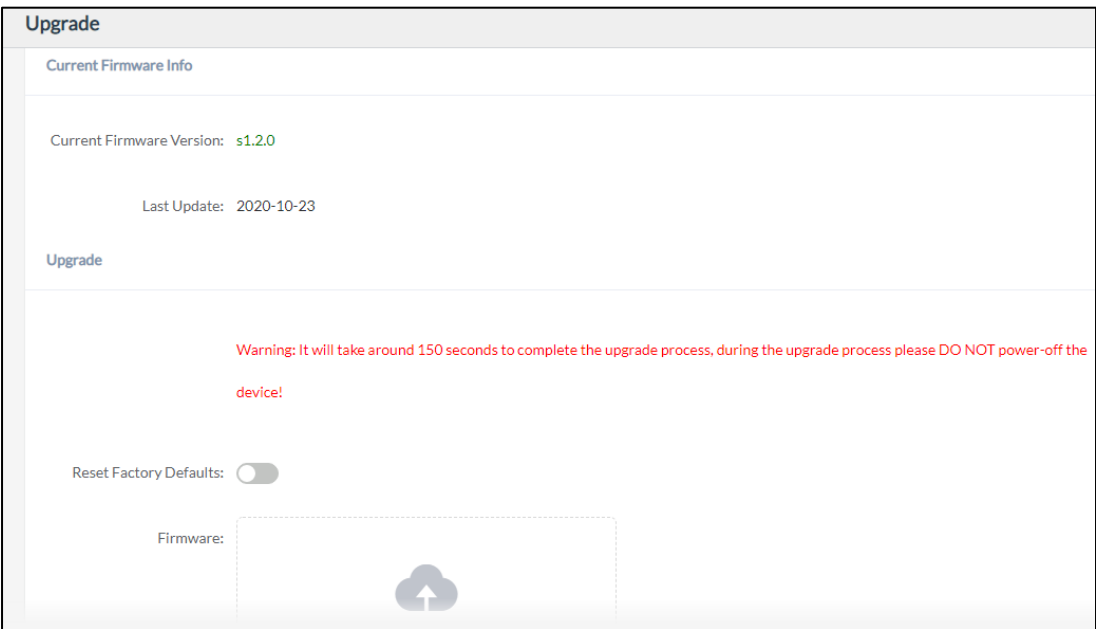 Upgrade
Current Firmware Info
Current Firmware Version: s1.2.0
Last Update: 2020-10-23
Upgrade
Warning: It will take around 150 seconds to complete the upgrade process, during the upgrade process please DO NOT power-off the
device!
Reset Factory Defaults:
Firmware: